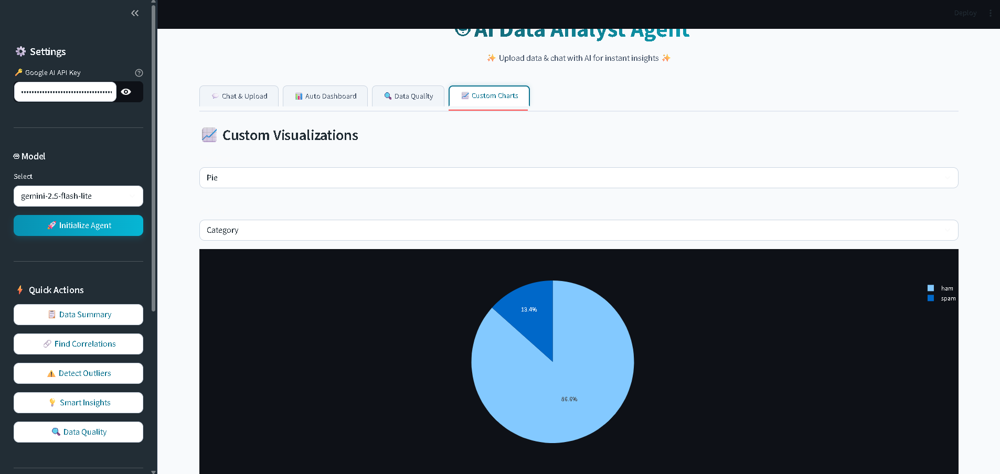 Settings
Google AI API Key
Model
Select
gemini-2.5-flash-lite
Initialize Agent
Quick Actions
Data Summary
Find Correlations
Detect Outliers
Smart Insights
Data Quality
Deploy
AI Data Analyst Agent
Upload data & chat with AI for instant insights
Chat & Upload
Auto Dashboard
Data Quality
Custom Charts
Custom Visualizations
Pie
Category
ham
spam
13.4%
86.6%